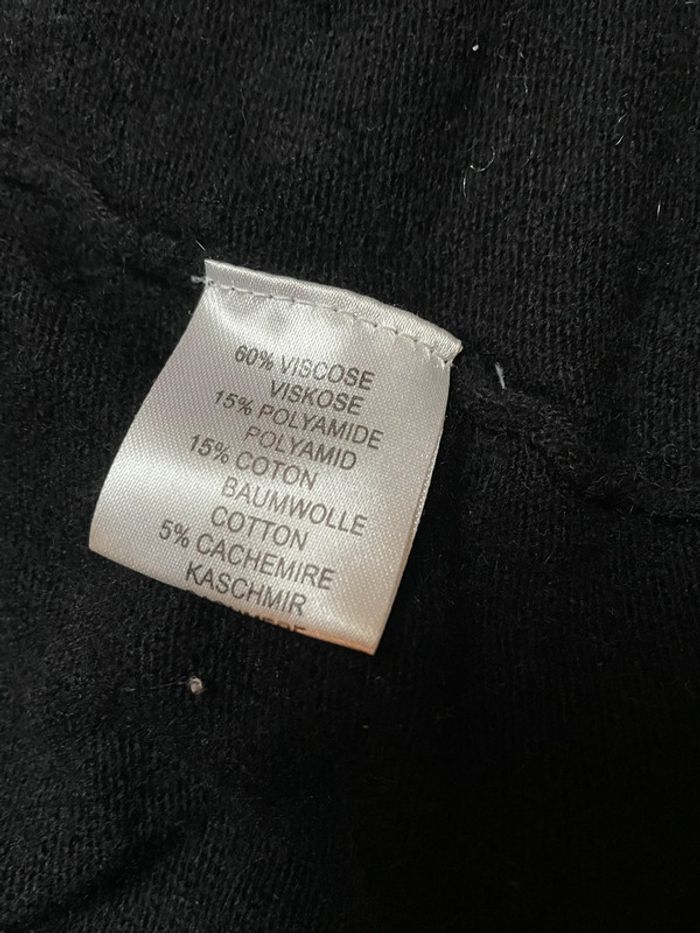 60% VISCOSE
VISKOSE
15% POLYAMIDE
POLYAMID
15% COTON
BAUMWOLLE
COTTON
5% CACHEMIRE
KASCHMIR